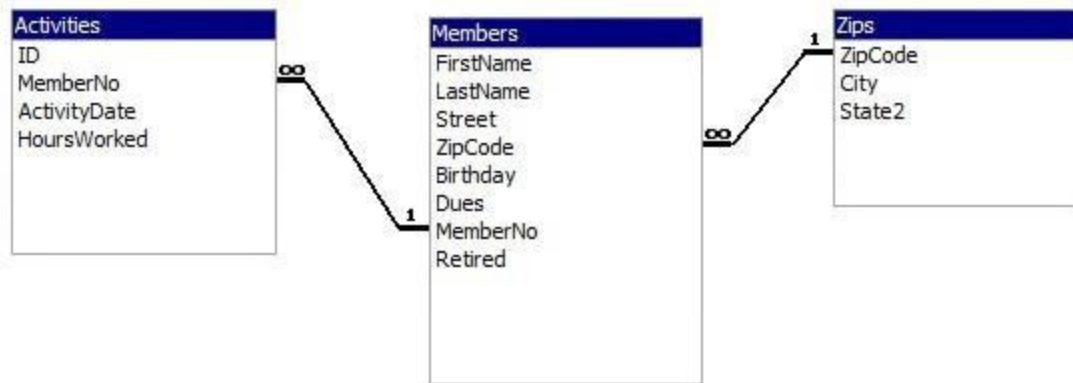 Activities
ID
MemberNo
ActivityDate
HoursWorked
∞
1
Members
FirstName
LastName
Street
ZipCode
Birthday
Dues
MemberNo
Retired
∞
1
Zips
ZipCode
City
State2